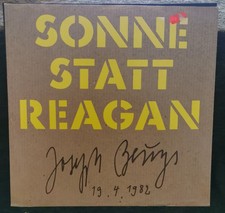 SONNE
STATT
REAGAN
Joseph Beuys
19.4.1982